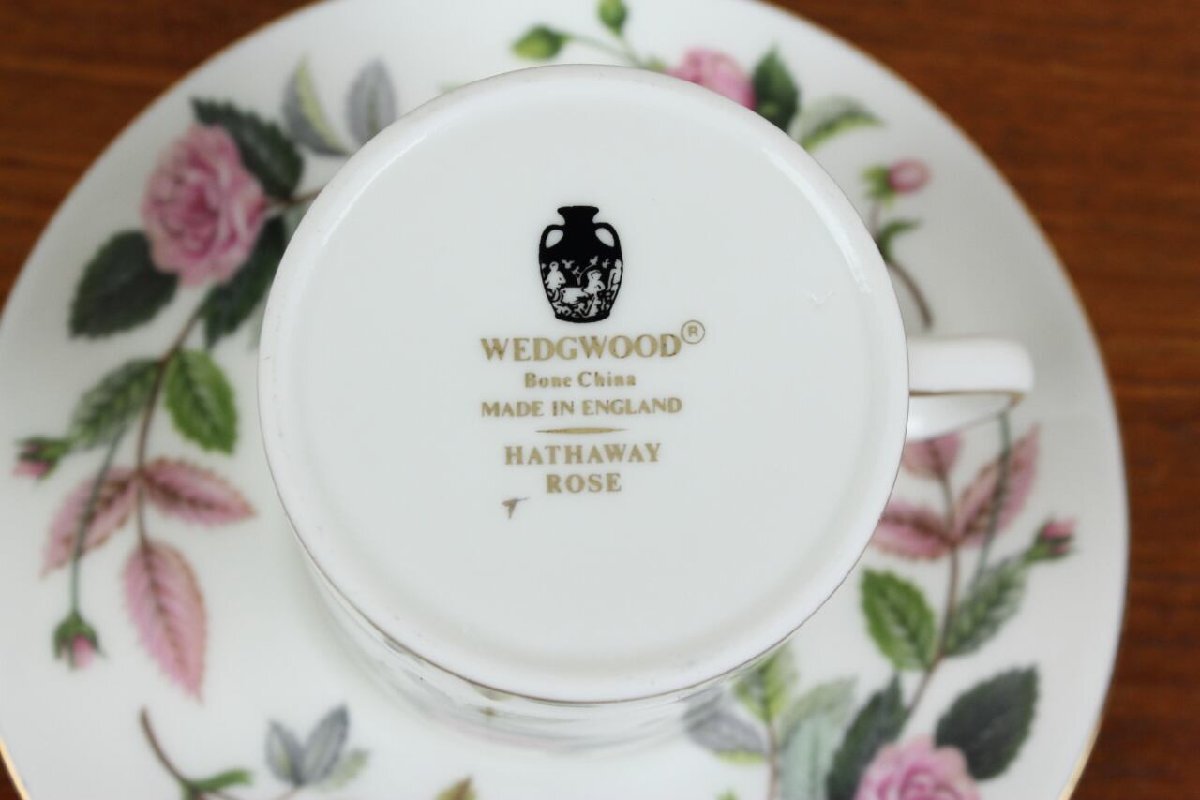 WEDGWOOD®
Bone China
MADE IN ENGLAND
HATHAWAY
ROSE